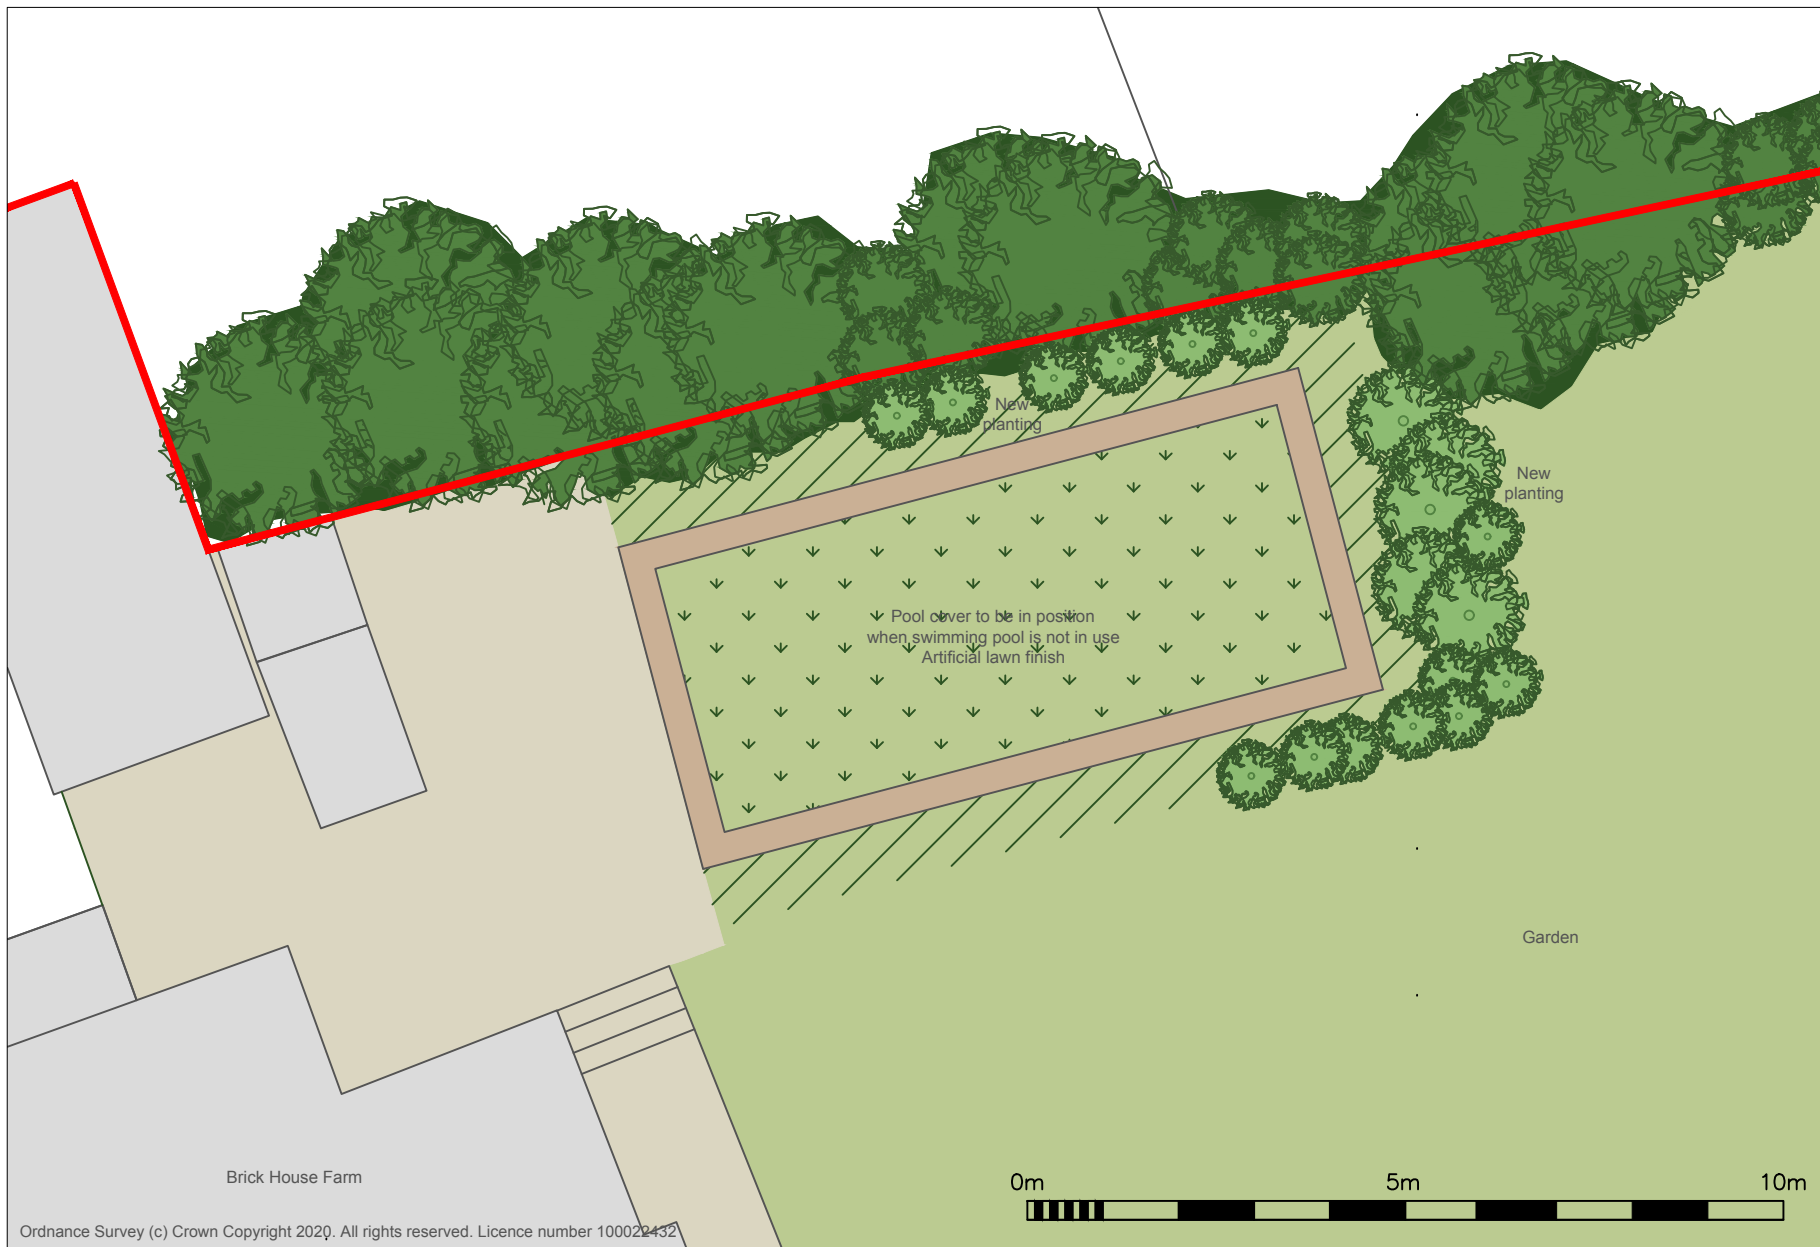 New
planting
New
planting
Pool cover to be in position
when swimming pool is not in use
Artificial lawn finish
Garden
Brick House Farm
0m 5m 10m
Ordnance Survey (c) Crown Copyright 2020. All rights reserved. Licence number 100022432